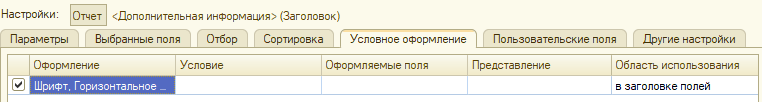 Настройки: Отчет <Дополнительная информация> (Заголовок)
Параметры Выбранные поля Отбор Сортировка Условное оформление Пользовательские поля Другие настройки
Оформление Условие Оформляемые поля Представление Область использования
Шрифт, Горизонтальное ... в заголовке полей